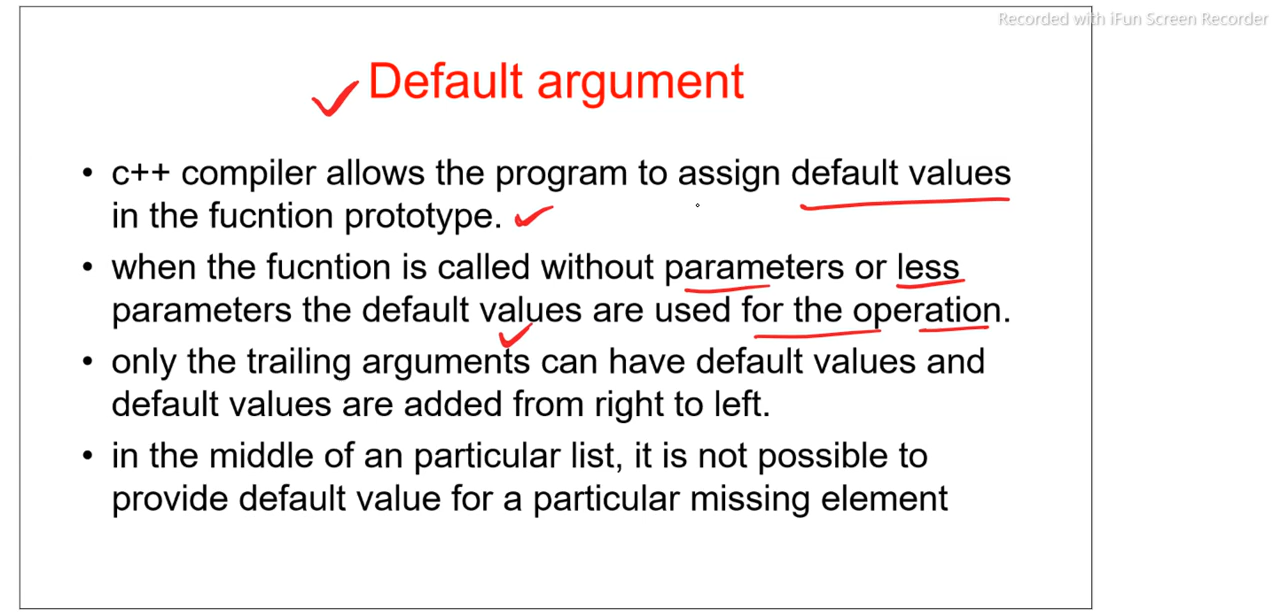 Recorded with iFun Screen Recorder
Default argument
• c++ compiler allows the program to assign default values
in the fucntion prototype.
• when the fucntion is called without parameters or less
parameters the default values are used for the operation.
• only the trailing arguments can have default values and
default values are added from right to left.
• in the middle of an particular list, it is not possible to
provide default value for a particular missing element